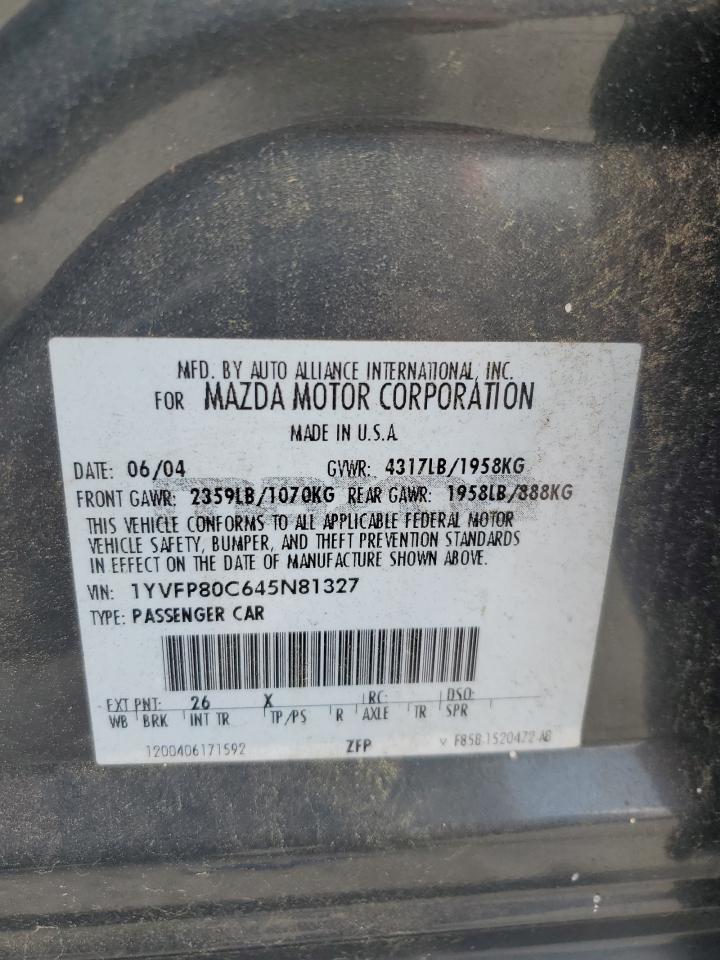 MFD. BY AUTO ALLIANCE INTERNATIONAL, INC.
FOR MAZDA MOTOR CORPORATION
MADE IN U.S.A
DATE: 06/04 GVWR: 4317LB/1958KG
FRONT GAWR: 2359LB/1070KG REAR GAWR: 1958LB/888KG
THIS VEHICLE CONFORMS TO ALL APPLICABLE FEDERAL MOTOR
VEHICLE SAFETY, BUMPER, AND THEFT PREVENTION STANDARDS
IN EFFECT ON THE DATE OF MANUFACTURE SHOWN ABOVE.
VIN: 1YVFP80C645N81327
TYPE: PASSENGER CAR
EXT PNT: 26 X RC: DSO:
WB BRK INT TR TP/PS R AXLE TR SPR
1200406171592 ZFP F85B-1520472-AB